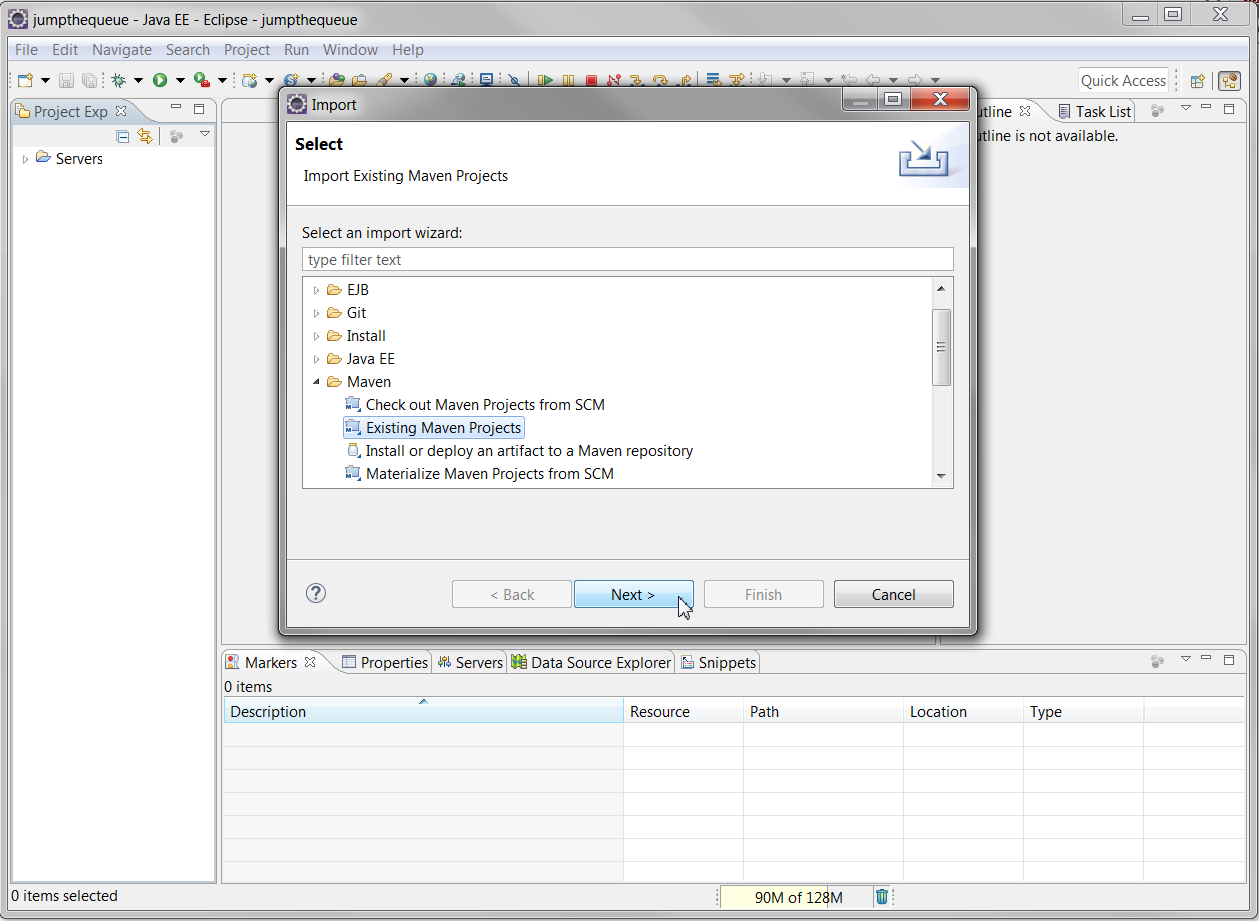 jumpthequeue - Java EE - Eclipse - jumpthequeue
File Edit Navigate Search Project Run Window Help
Quick Access
Project Exp
Servers
utline
Task List
utline is not available.
Import
Select
Import Existing Maven Projects
Select an import wizard:
type filter text
EJB
Git
Install
Java EE
Maven
Check out Maven Projects from SCM
Existing Maven Projects
Install or deploy an artifact to a Maven repository
Materialize Maven Projects from SCM
< Back
Next >
Finish
Cancel
Markers Properties Servers Data Source Explorer Snippets
0 items
Description Resource Path Location Type
0 items selected
90M of 128M